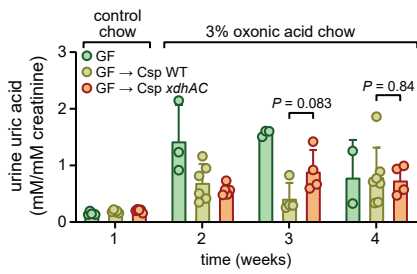 control
chow
3% oxonic acid chow
GF
GF → Csp WT
GF → Csp xdhAC
P = 0.083
P = 0.84
urine uric acid
(mM/mM creatinine)
3
2
1
0
1
2
3
4
time (weeks)